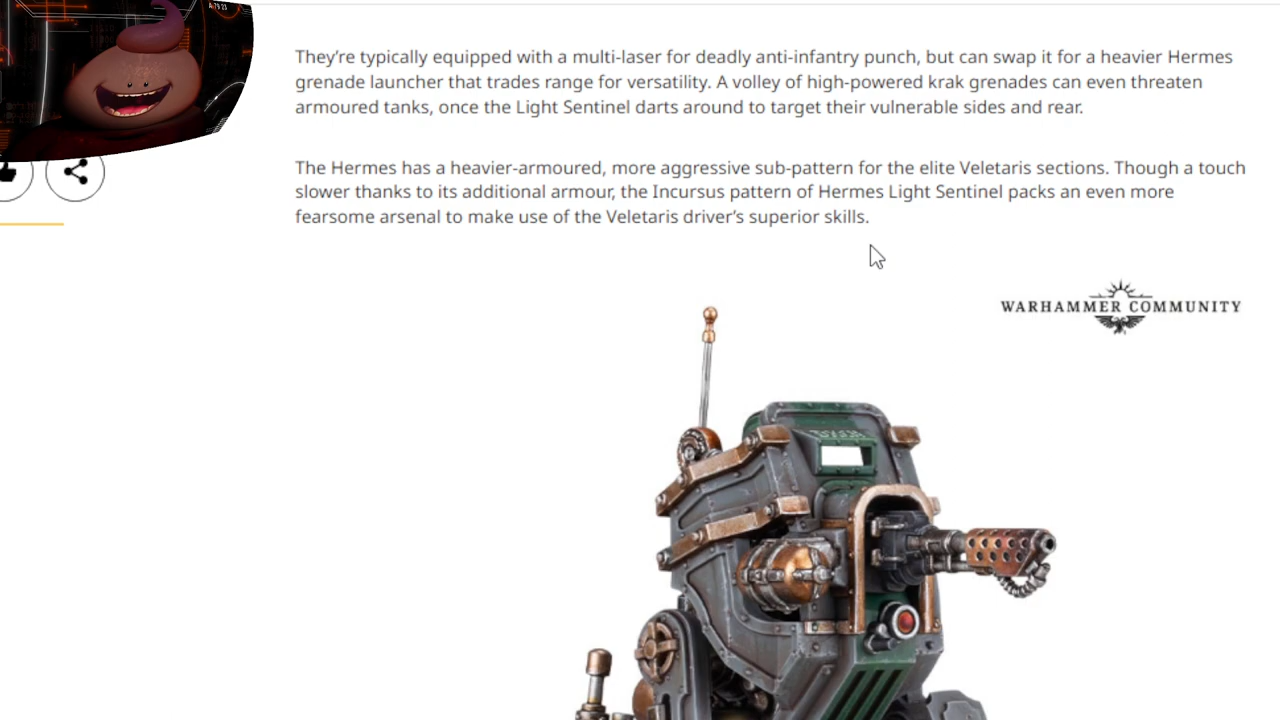 They're typically equipped with a multi-laser for deadly anti-infantry punch, but can swap it for a heavier Hermes
grenade launcher that trades range for versatility. A volley of high-powered krak grenades can even threaten
armoured tanks, once the Light Sentinel darts around to target their vulnerable sides and rear.
The Hermes has a heavier-armoured, more aggressive sub-pattern for the elite Veletaris sections. Though a touch
slower thanks to its additional armour, the Incursus pattern of Hermes Light Sentinel packs an even more
fearsome arsenal to make use of the Veletaris driver's superior skills.
WARHAMMER COMMUNITY